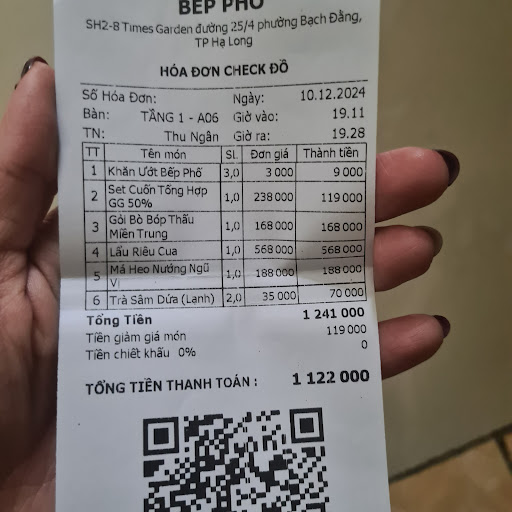 BẾP PHỐ
SH2-8 Times Garden đường 25/4 phường Bạch Đằng,
TP Hạ Long
HÓA ĐƠN CHECK ĐỒ
Số Hóa Đơn: Ngày: 10.12.2024
Bàn: TẦNG 1 - A06 Giờ vào: 19.11
TN: Thu Ngân Giờ ra: 19.28
TT Tên món SL Đơn giá Thành tiền
1 Khăn Ướt Bếp Phố 3,0 3 000 9 000
2 Set Cuốn Tổng Hợp 1,0 238 000 119 000
GG 50%
3 Gỏi Bò Bóp Thấu 1,0 168 000 168 000
Miền Trung
4 Lẩu Riêu Cua 1,0 568 000 568 000
5 Má Heo Nướng Ngũ 1,0 188 000 188 000
Vị
6 Trà Sâm Dứa (Lạnh) 2,0 35 000 70 000
Tổng Tiền 1 241 000
Tiền giảm giá món 119 000
Tiền chiết khấu 0% 0
TỔNG TIỀN THANH TOÁN : 1 122 000